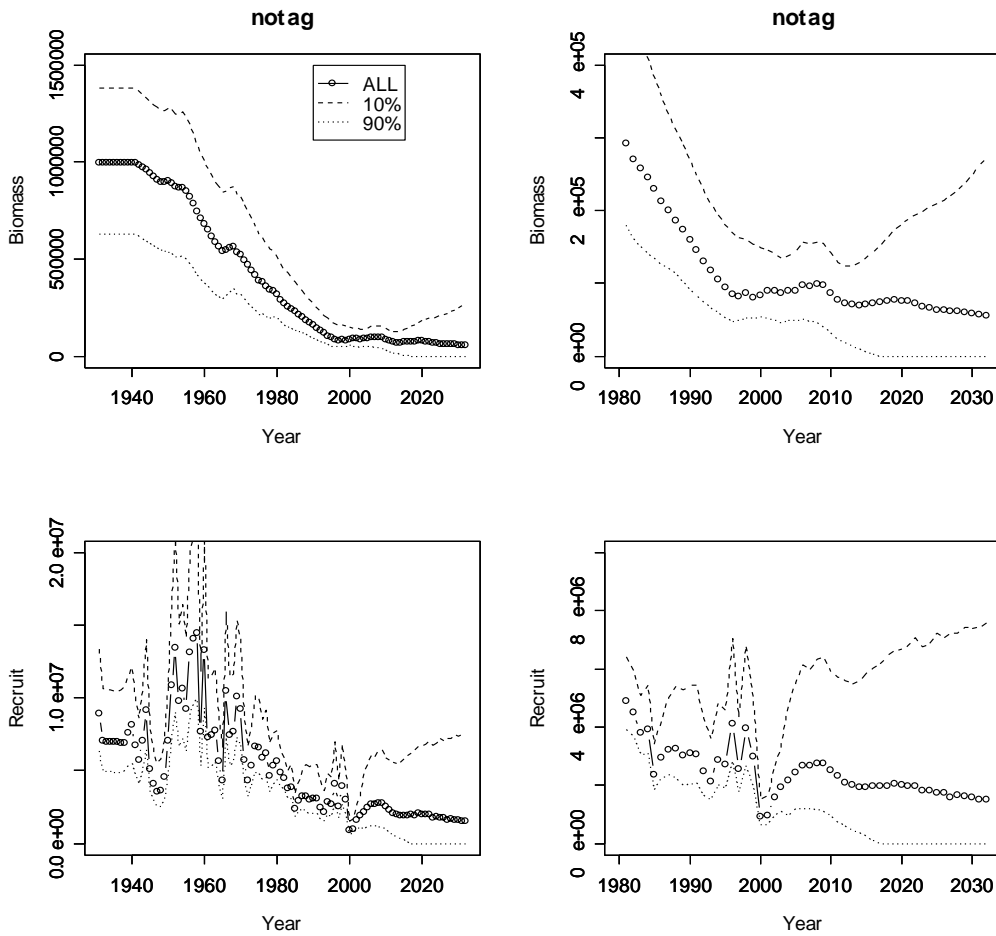 notag
Biomass
0
500000
1000000
1500000
ALL
10%
90%
1940
1960
1980
2000
2020
Year
notag
Biomass
0 e+00
2 e+05
4 e+05
1980
1990
2000
2010
2020
2030
Year
Recruit
0.0 e+00
1.0 e+07
2.0 e+07
1940
1960
1980
2000
2020
Year
Recruit
0 e+00
4 e+06
8 e+06
1980
1990
2000
2010
2020
2030
Year